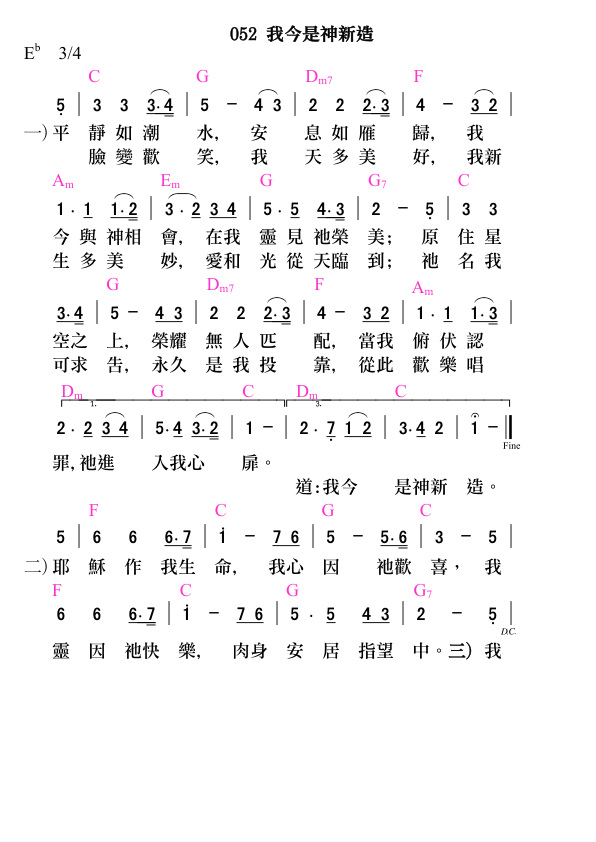 052 我今是神新造
E♭ 3/4
C G Dm7 F
5 | 3 3 3·4 | 5 - 4 3 | 2 2 2·3 | 4 - 3 2 |
一)平 靜 如 潮 水, 安 息 如 雁 歸, 我
臉 變 歡 笑, 我 天 多 美 好, 我新
Am Em G G7 C
1· 1 1·2 | 3· 2 3 4 | 5· 5 4·3 | 2 - 5 | 3 3
今 與 神相 會, 在我 靈 見 祂榮 美; 原 住 星
生 多 美 妙, 愛和 光 從 天臨 到; 祂 名 我
G Dm7 F Am
3·4 | 5 - 4 3 | 2 2 2·3 | 4 - 3 2 | 1· 1 1·3 |
空之 上, 榮耀 無 人 匹 配, 當我 俯 伏 認
可求 告, 永久 是 我 投 靠, 從此 歡 樂 唱
Dm G C Dm C
1. 3.
2· 2 3 4 | 5·4 3·2 | 1 - | 2· 7 1 2 | 3·4 2 | 1 - ‖
Fine
罪,祂進 入我心 扉。
道:我今 是神新 造。
F C G C
5 | 6 6 6·7 | 1 - 7 6 | 5 - 5·6 | 3 - 5 |
二)耶 穌 作 我生 命, 我心 因 祂歡 喜, 我
F C G G7
6 6 6·7 | 1 - 7 6 | 5 · 5 4 3 | 2 - 5 |
D.C.
靈 因 祂快 樂, 肉身 安 居 指望 中。三) 我